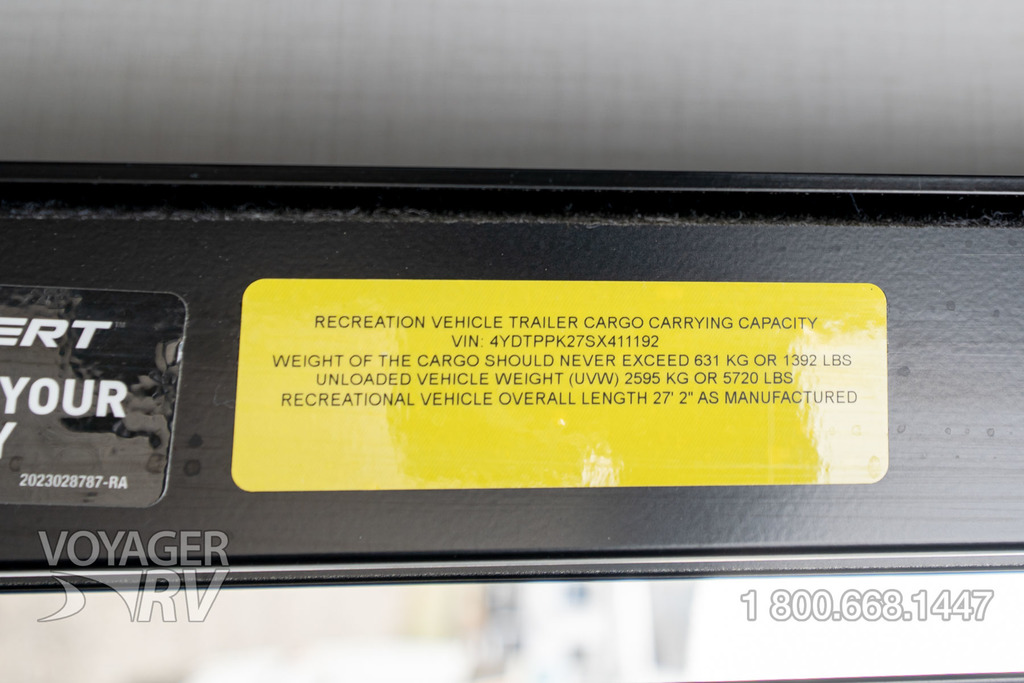 ERT™
YOUR
Y
2023028787-RA
RECREATION VEHICLE TRAILER CARGO CARRYING CAPACITY
VIN: 4YDTPPK27SX411192
WEIGHT OF THE CARGO SHOULD NEVER EXCEED 631 KG OR 1392 LBS
UNLOADED VEHICLE WEIGHT (UVW) 2595 KG OR 5720 LBS
RECREATIONAL VEHICLE OVERALL LENGTH 27' 2" AS MANUFACTURED
VOYAGER
RV
1 800.668.1447